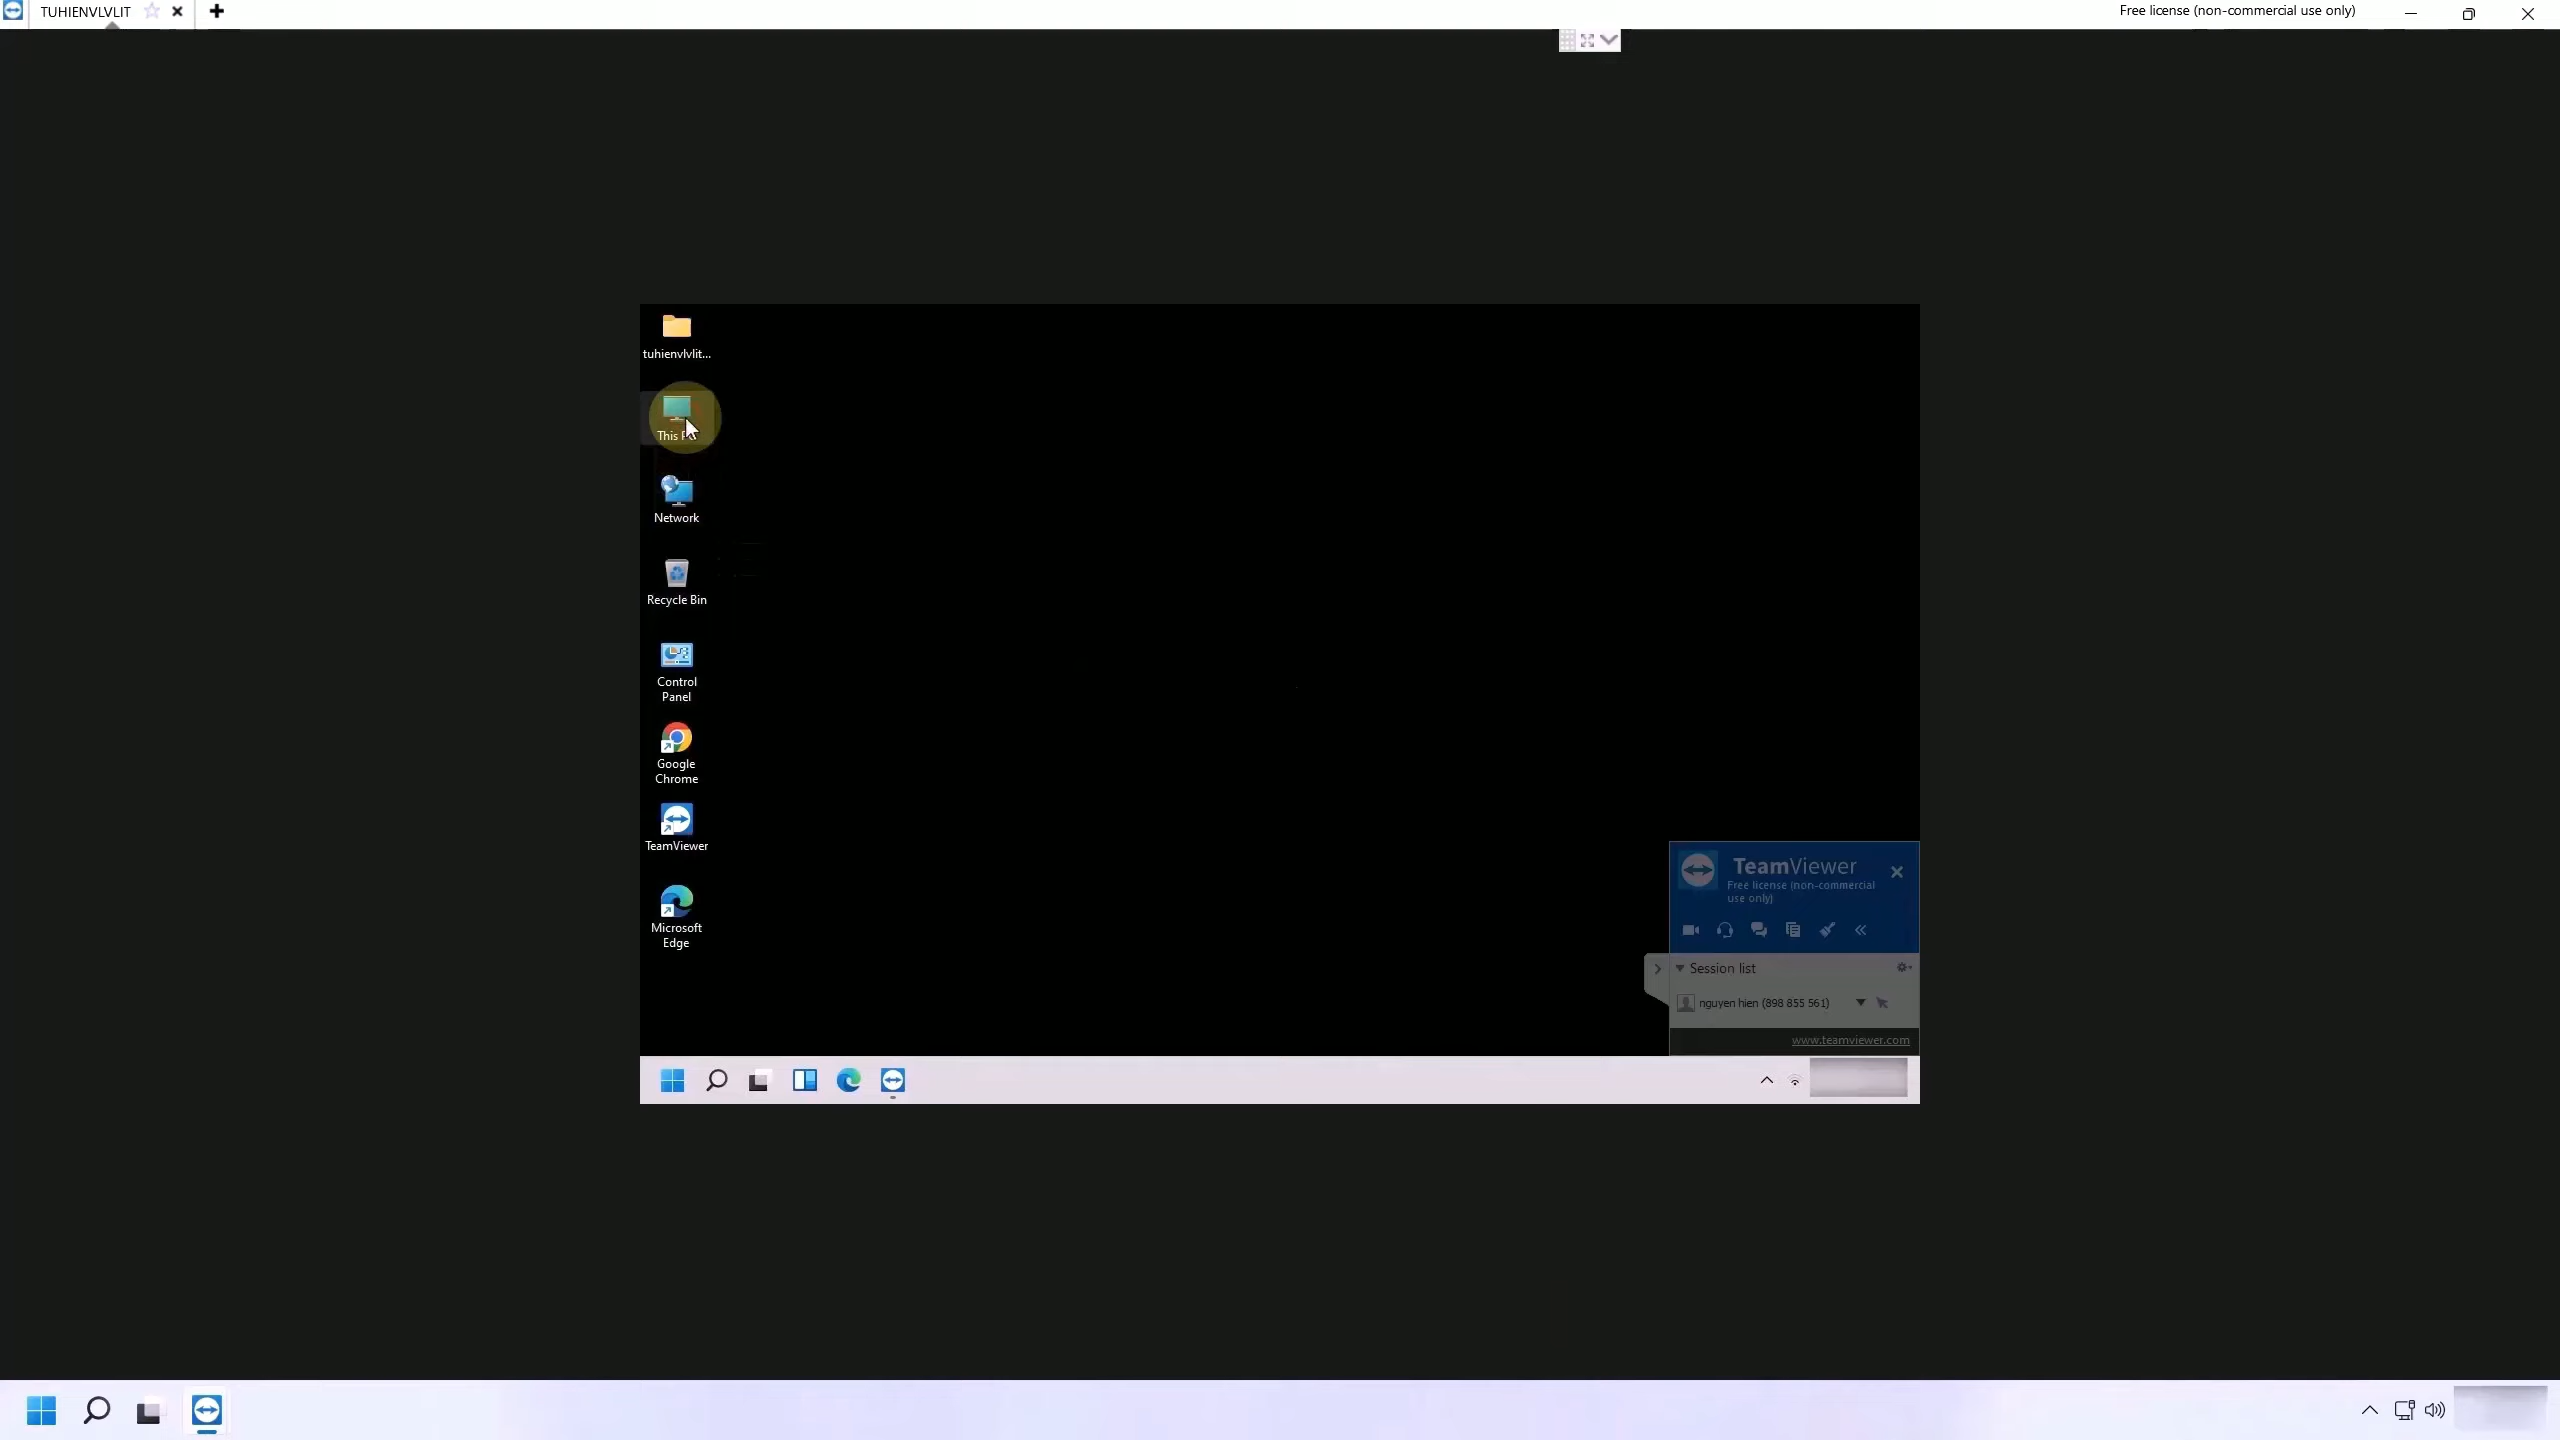 TUHIENVLVLIT
Free license (non-commercial use only)
tuhienvlvlit...
This
Network
Recycle Bin
Control
Panel
Google
Chrome
TeamViewer
Microsoft
Edge
TeamViewer
Free license (non-commercial
use only)
Session list
nguyen hien (898 855 561)
www.teamviewer.com